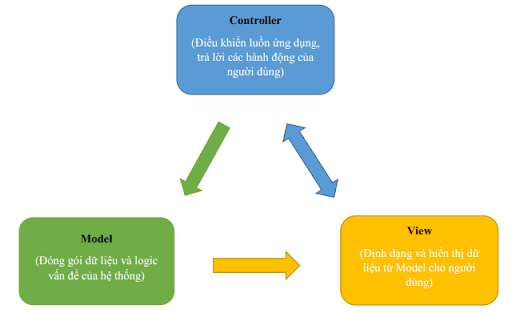 Controller
(Điều khiển luồn ứng dụng,
trả lời các hành động của
người dùng)
Model
(Đóng gói dữ liệu và logic
vấn đề của hệ thống)
View
(Định dạng và hiển thị dữ
liệu từ Model cho người
dùng)